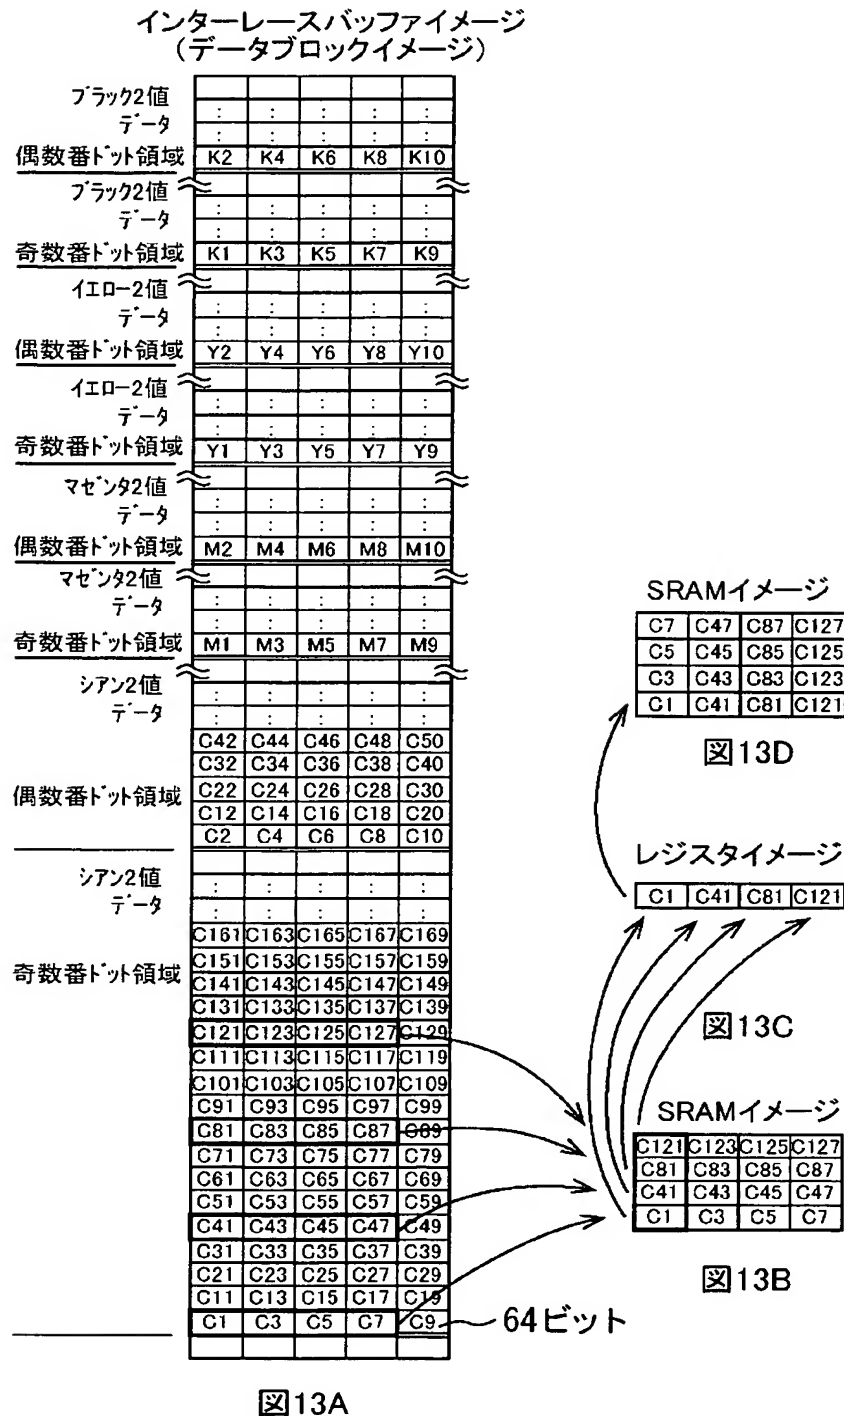 インターレースバッファイメージ
(データブロックイメージ)
ブラック2値
データ
: : : : :
: : : : :
偶数番ドット領域 K2 K4 K6 K8 K10
ブラック2値
データ
: : : : :
: : : : :
奇数番ドット領域 K1 K3 K5 K7 K9
イエロー2値
データ
: : : : :
: : : : :
偶数番ドット領域 Y2 Y4 Y6 Y8 Y10
イエロー2値
データ
: : : : :
: : : : :
奇数番ドット領域 Y1 Y3 Y5 Y7 Y9
マゼンタ2値
データ
: : : : :
: : : : :
偶数番ドット領域 M2 M4 M6 M8 M10
マゼンタ2値
データ
: : : : :
: : : : :
奇数番ドット領域 M1 M3 M5 M7 M9
シアン2値
データ
: : : : :
: : : : :
C42 C44 C46 C48 C50
C32 C34 C36 C38 C40
偶数番ドット領域
C22 C24 C26 C28 C30
C12 C14 C16 C18 C20
C2 C4 C6 C8 C10
シアン2値
データ
: : : : :
: : : : :
C161 C163 C165 C167 C169
C151 C153 C155 C157 C159
奇数番ドット領域
C141 C143 C145 C147 C149
C131 C133 C135 C137 C139
C121 C123 C125 C127 C129
C111 C113 C115 C117 C119
C101 C103 C105 C107 C109
C91 C93 C95 C97 C99
C81 C83 C85 C87 C89
C71 C73 C75 C77 C79
C61 C63 C65 C67 C69
C51 C53 C55 C57 C59
C41 C43 C45 C47 C49
C31 C33 C35 C37 C39
C21 C23 C25 C27 C29
C11 C13 C15 C17 C19
C1 C3 C5 C7 C9
64ビット
図13A
SRAMイメージ
C7 C47 C87 C127
C5 C45 C85 C125
C3 C43 C83 C123
C1 C41 C81 C121
図13D
レジスタイメージ
C1 C41 C81 C121
図13C
SRAMイメージ
C121 C123 C125 C127
C81 C83 C85 C87
C41 C43 C45 C47
C1 C3 C5 C7
図13B